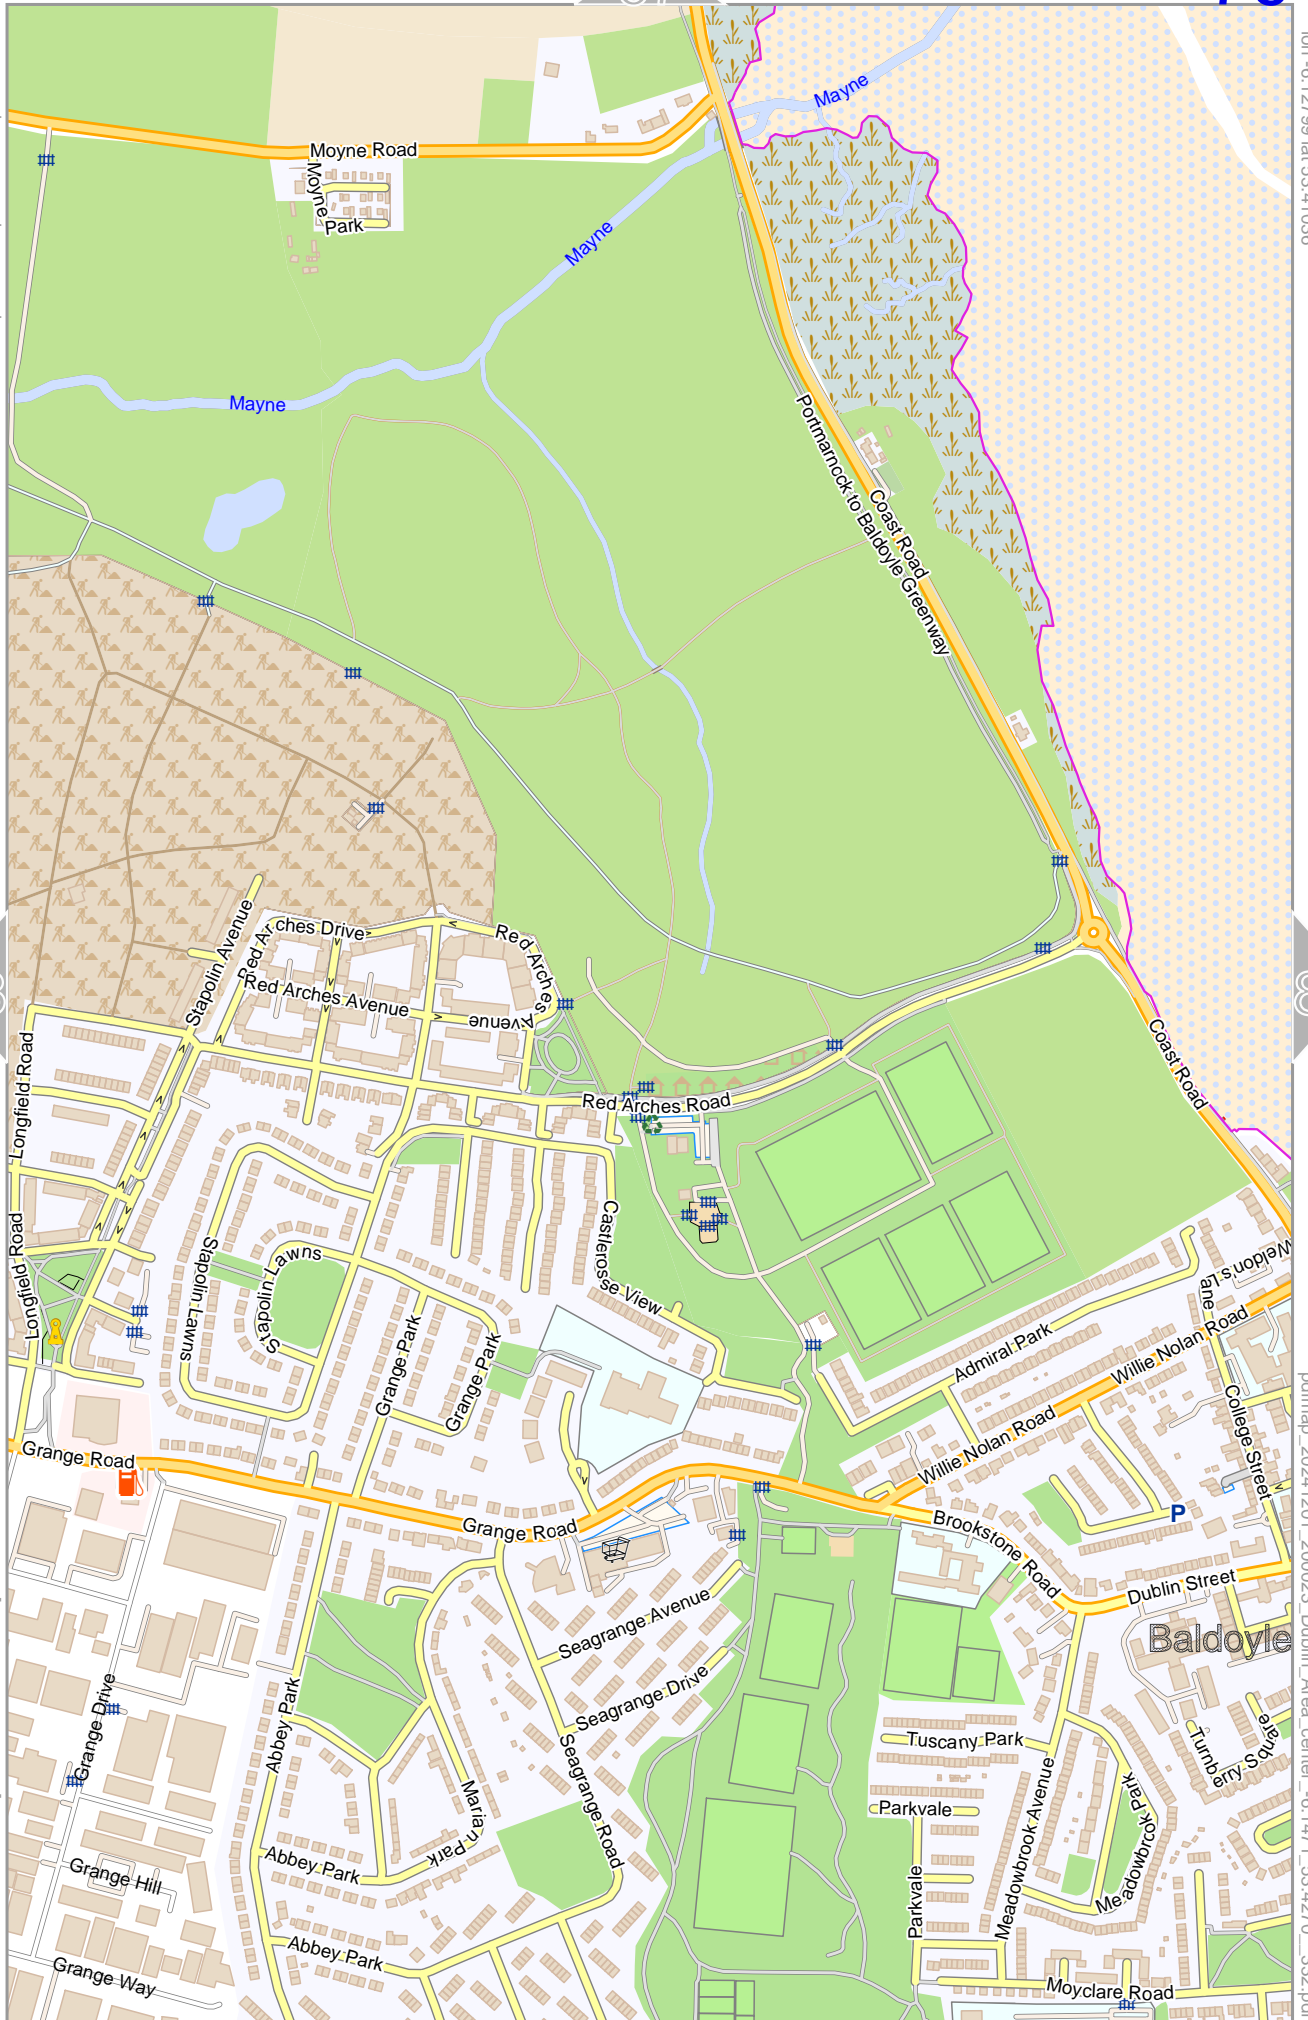 Mayne
Moyne Road
Moyne
Park
Mayne
Mayne
Portmarnock to Baldoyle Greenway
Coast Road
Stapolin Avenue
Red Arches Drive
Red Arches
Avenue
Red Arches Avenue
Longfield Road
Coast Road
Red Arches Road
Longfield Road
Stapolin Lawns
Stapolin Lawns
Castlerosse View
Weldon's Lane
Grange Park
Grange Park
Admiral Park
Willie Nolan Road
Willie Nolan Road
College Street
Grange Road
Grange Road
P
Brookstone Road
Dublin Street
Baldoyle
Seagrange Avenue
Seagrange Drive
Seagrange Road
Grange Drive
Abbey Park
Marian Park
Abbey Park
Abbey Park
Grange Hill
Grange Way
Tuscany Park
Parkvale
Parkvale
Meadowbrook Avenue
Meadowbrook Park
Meadowbrook Park
Turnberry Square
Moyclare Road